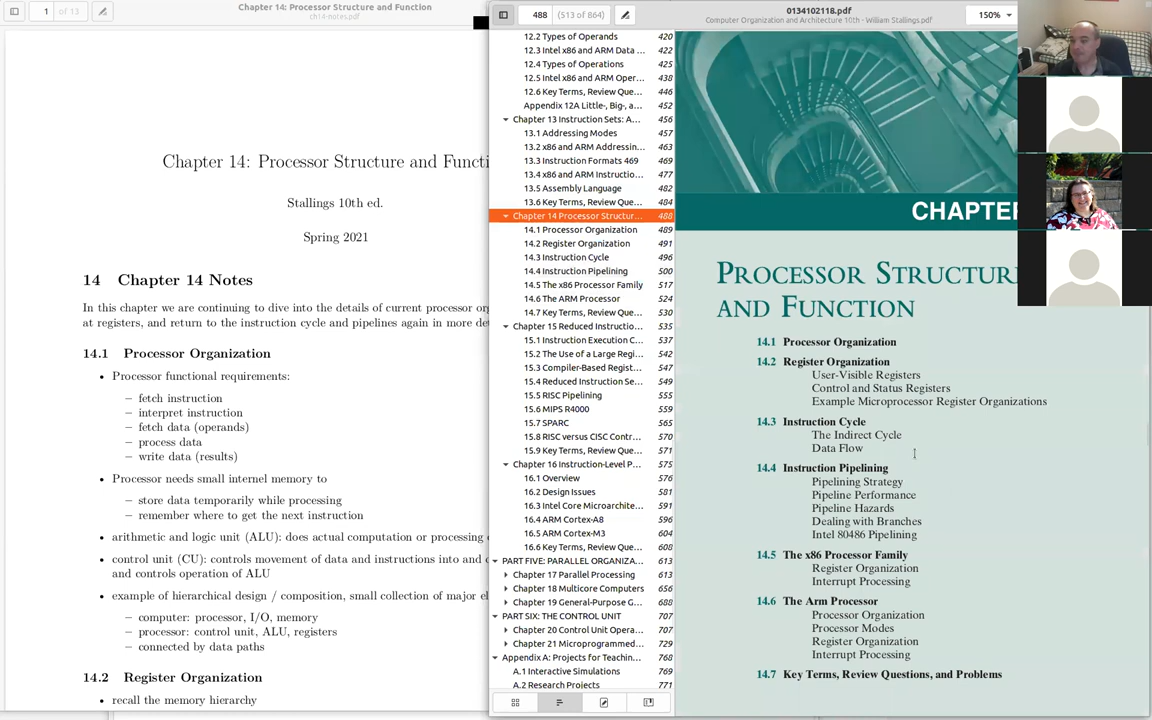 1
of 13
Chapter 14: Processor Structure and Function
ch14-notes.pdf
Chapter 14: Processor Structure and Functi
Stallings 10th ed.
Spring 2021
14 Chapter 14 Notes
In this chapter we are continuing to dive into the details of current processor or
at registers, and return to the instruction cycle and pipelines again in more de
14.1 Processor Organization
• Processor functional requirements:
– fetch instruction
– interpret instruction
– fetch data (operands)
– process data
– write data (results)
• Processor needs small internel memory to
– store data temporarily while processing
– remember where to get the next instruction
• arithmetic and logic unit (ALU): does actual computation or processing
• control unit (CU): controls movement of data and instructions into and
and controls operation of ALU
• example of hierarchical design / composition, small collection of major el
– computer: processor, I/O, memory
– processor: control unit, ALU, registers
– connected by data paths
14.2 Register Organization
• recall the memory hierarchy
488
(513 of 864)
0134102118.pdf
Computer Organization and Architecture 10th - William Stallings.pdf
150%
12.2 Types of Operands 420
12.3 Intel x86 and ARM Data ... 422
12.4 Types of Operations 425
12.5 Intel x86 and ARM Oper... 438
12.6 Key Terms, Review Que... 446
Appendix 12A Little-, Big-, a... 452
Chapter 13 Instruction Sets: A... 456
13.1 Addressing Modes 457
13.2 x86 and ARM Addressin... 463
13.3 Instruction Formats 469 469
13.4 x86 and ARM Instructio... 477
13.5 Assembly Language 482
13.6 Key Terms, Review Que... 484
Chapter 14 Processor Structur... 488
14.1 Processor Organization 489
14.2 Register Organization 491
14.3 Instruction Cycle 496
14.4 Instruction Pipelining 500
14.5 The x86 Processor Family 517
14.6 The ARM Processor 524
14.7 Key Terms, Review Que... 530
Chapter 15 Reduced Instructio... 535
15.1 Instruction Execution C... 537
15.2 The Use of a Large Regi... 542
15.3 Compiler-Based Regist... 547
15.4 Reduced Instruction Se... 549
15.5 RISC Pipelining 555
15.6 MIPS R4000 559
15.7 SPARC 565
15.8 RISC versus CISC Contr... 570
15.9 Key Terms, Review Que... 571
Chapter 16 Instruction-Level P... 575
16.1 Overview 576
16.2 Design Issues 581
16.3 Intel Core Microarchite... 591
16.4 ARM Cortex-A8 596
16.5 ARM Cortex-M3 604
16.6 Key Terms, Review Que... 608
PART FIVE: PARALLEL ORGANIZA... 613
Chapter 17 Parallel Processing 613
Chapter 18 Multicore Computers 656
Chapter 19 General-Purpose G... 688
PART SIX: THE CONTROL UNIT 707
Chapter 20 Control Unit Opera... 707
Chapter 21 Microprogrammed... 729
Appendix A: Projects for Teachin... 768
A.1 Interactive Simulations 769
A.2 Research Projects 771
CHAPTE
PROCESSOR STRUCTUR
AND FUNCTION
14.1 Processor Organization
14.2 Register Organization
User-Visible Registers
Control and Status Registers
Example Microprocessor Register Organizations
14.3 Instruction Cycle
The Indirect Cycle
Data Flow
14.4 Instruction Pipelining
Pipelining Strategy
Pipeline Performance
Pipeline Hazards
Dealing with Branches
Intel 80486 Pipelining
14.5 The x86 Processor Family
Register Organization
Interrupt Processing
14.6 The Arm Processor
Processor Organization
Processor Modes
Register Organization
Interrupt Processing
14.7 Key Terms, Review Questions, and Problems